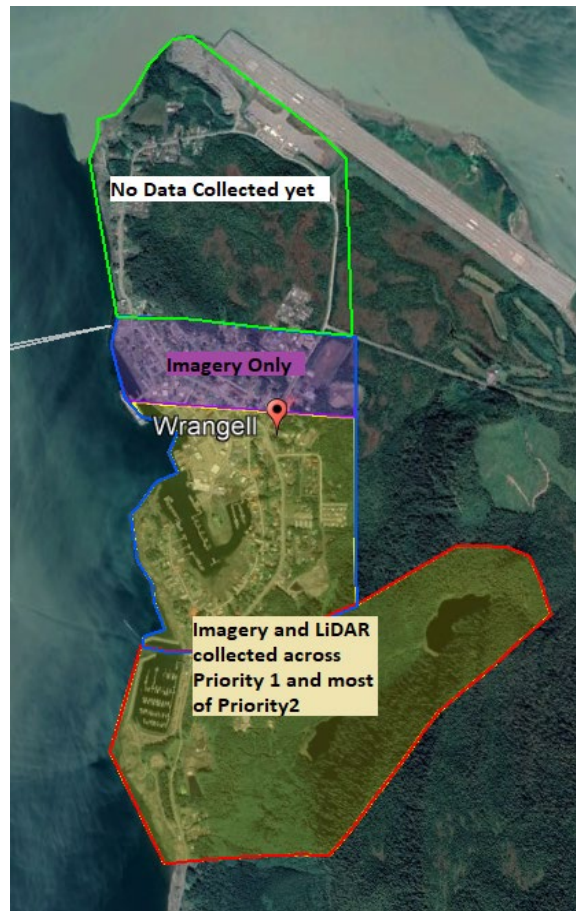 No Data Collected yet
Imagery Only
Wrangell
Imagery and LiDAR
collected across
Priority 1 and most
of Priority2